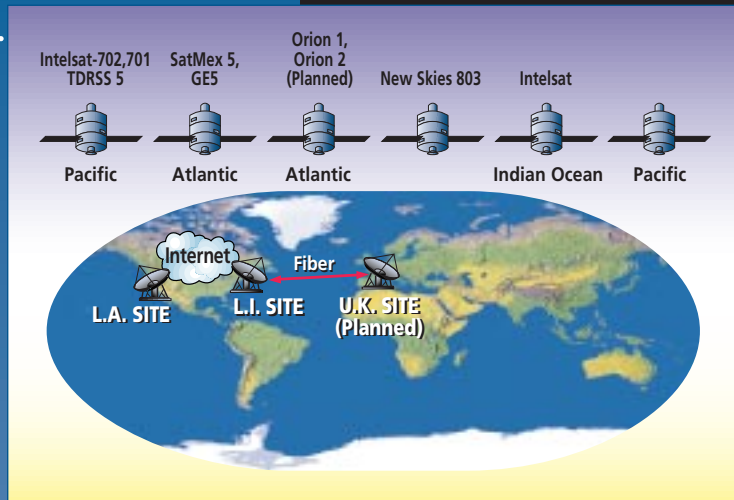 Intelsat-702,701
TDRSS 5
SatMex 5,
GE5
Orion 1,
Orion 2
(Planned)
New Skies 803
Intelsat
Pacific
Atlantic
Atlantic
Indian Ocean
Pacific
Internet
Fiber
L.A. SITE
L.I. SITE
U.K. SITE
(Planned)